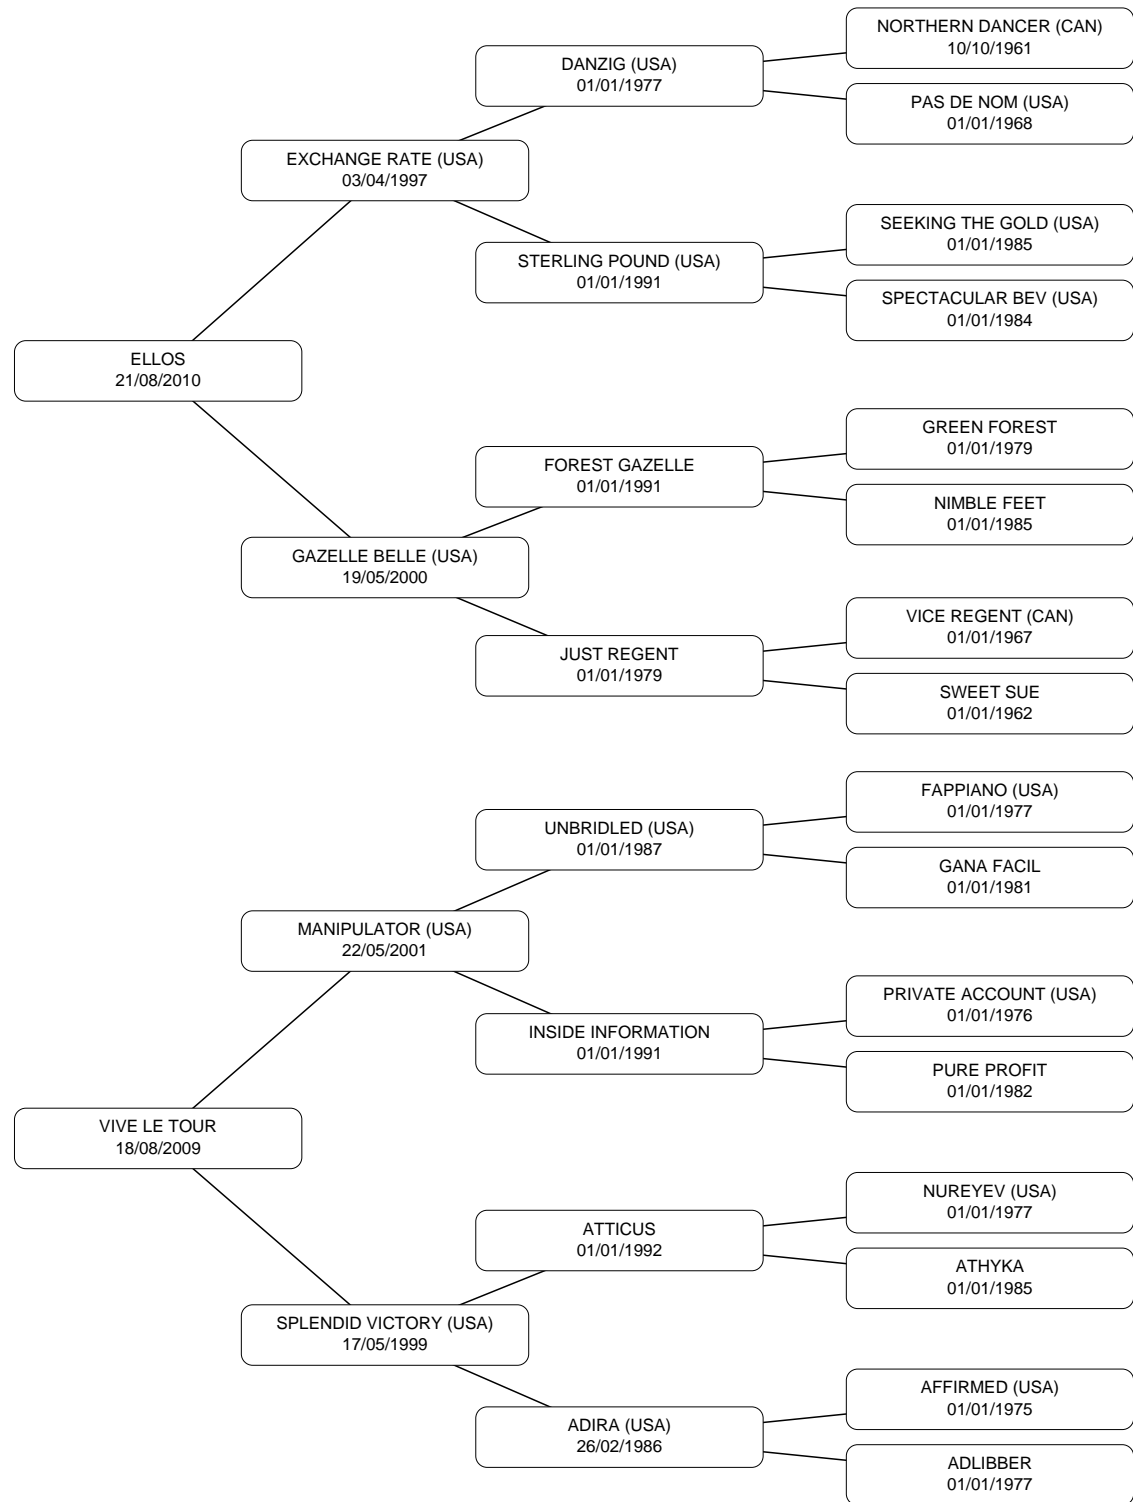 NORTHERN DANCER (CAN)
10/10/1961
DANZIG (USA)
01/01/1977
PAS DE NOM (USA)
01/01/1968
EXCHANGE RATE (USA)
03/04/1997
SEEKING THE GOLD (USA)
01/01/1985
STERLING POUND (USA)
01/01/1991
SPECTACULAR BEV (USA)
01/01/1984
ELLOS
21/08/2010
GREEN FOREST
01/01/1979
FOREST GAZELLE
01/01/1991
NIMBLE FEET
01/01/1985
GAZELLE BELLE (USA)
19/05/2000
VICE REGENT (CAN)
01/01/1967
JUST REGENT
01/01/1979
SWEET SUE
01/01/1962
FAPPIANO (USA)
01/01/1977
UNBRIDLED (USA)
01/01/1987
GANA FACIL
01/01/1981
MANIPULATOR (USA)
22/05/2001
PRIVATE ACCOUNT (USA)
01/01/1976
INSIDE INFORMATION
01/01/1991
PURE PROFIT
01/01/1982
VIVE LE TOUR
18/08/2009
NUREYEV (USA)
01/01/1977
ATTICUS
01/01/1992
ATHYKA
01/01/1985
SPLENDID VICTORY (USA)
17/05/1999
AFFIRMED (USA)
01/01/1975
ADIRA (USA)
26/02/1986
ADLIBBER
01/01/1977